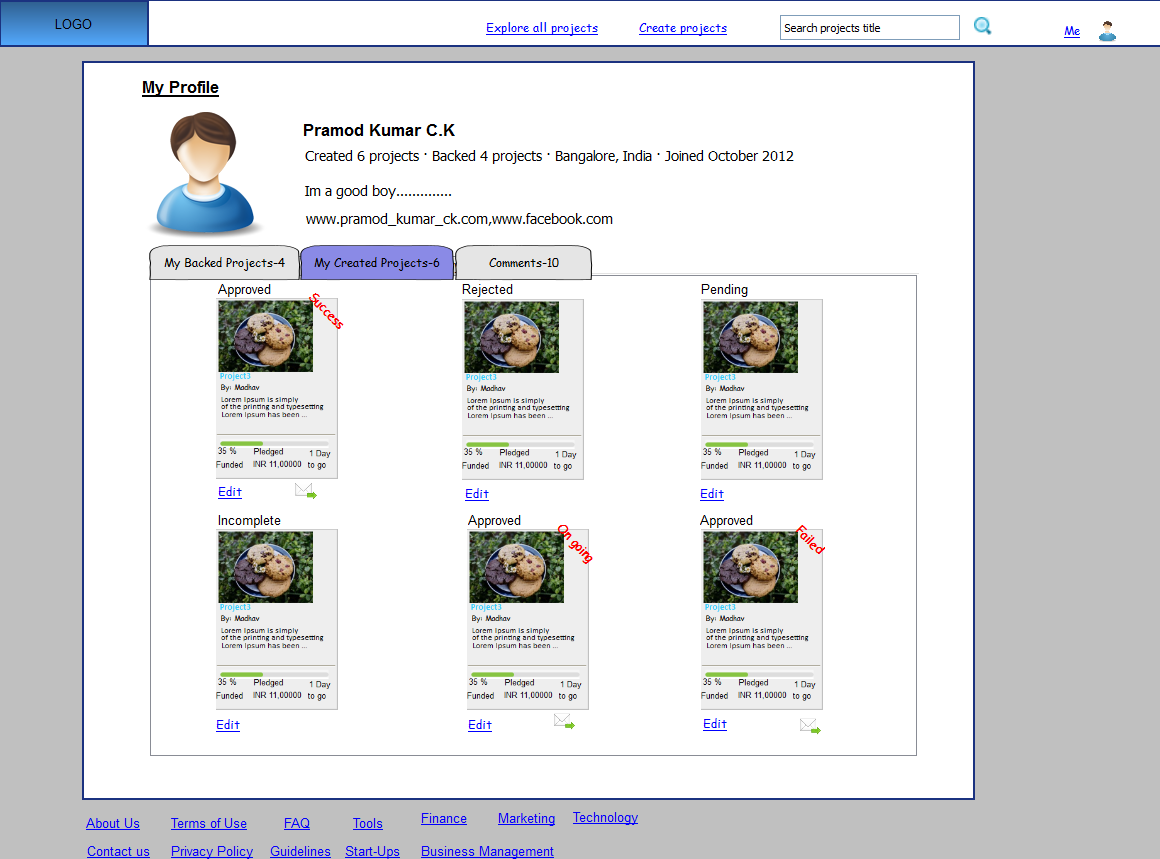 LOGO
Explore all projects Create projects Search projects title Me
My Profile
Pramod Kumar C.K
Created 6 projects · Backed 4 projects · Bangalore, India · Joined October 2012
Im a good boy..............
www.pramod_kumar_ck.com,www.facebook.com
My Backed Projects-4 My Created Projects-6 Comments-10
Approved
Success
Project3
By: Madhav
Lorem Ipsum is simply
of the printing and typesetting
Lorem Ipsum has been ...
35 % Pledged 1 Day
Funded INR 11,00000 to go
Edit
Rejected
Project3
By: Madhav
Lorem Ipsum is simply
of the printing and typesetting
Lorem Ipsum has been ...
35 % Pledged 1 Day
Funded INR 11,00000 to go
Edit
Pending
Project3
By: Madhav
Lorem Ipsum is simply
of the printing and typesetting
Lorem Ipsum has been ...
35 % Pledged 1 Day
Funded INR 11,00000 to go
Edit
Incomplete
Project3
By: Madhav
Lorem Ipsum is simply
of the printing and typesetting
Lorem Ipsum has been ...
35 % Pledged 1 Day
Funded INR 11,00000 to go
Edit
Approved
On going
Project3
By: Madhav
Lorem Ipsum is simply
of the printing and typesetting
Lorem Ipsum has been ...
35 % Pledged 1 Day
Funded INR 11,00000 to go
Edit
Approved
Failed
Project3
By: Madhav
Lorem Ipsum is simply
of the printing and typesetting
Lorem Ipsum has been ...
35 % Pledged 1 Day
Funded INR 11,00000 to go
Edit
About Us Terms of Use FAQ Tools Finance Marketing Technology
Contact us Privacy Policy Guidelines Start-Ups Business Management